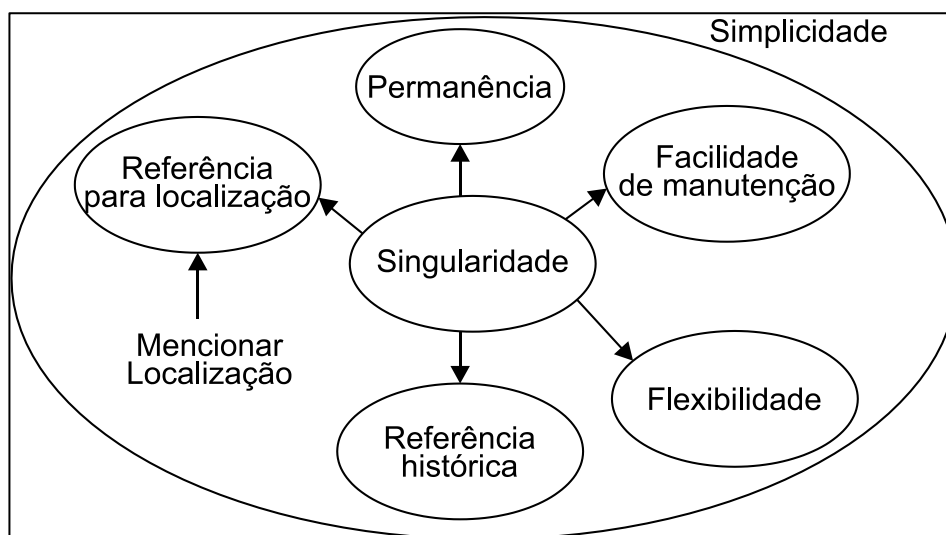 Simplicidade
Permanência
Referência
para localização
Facilidade
de manutenção
Singularidade
Mencionar
Localização
Flexibilidade
Referência
histórica